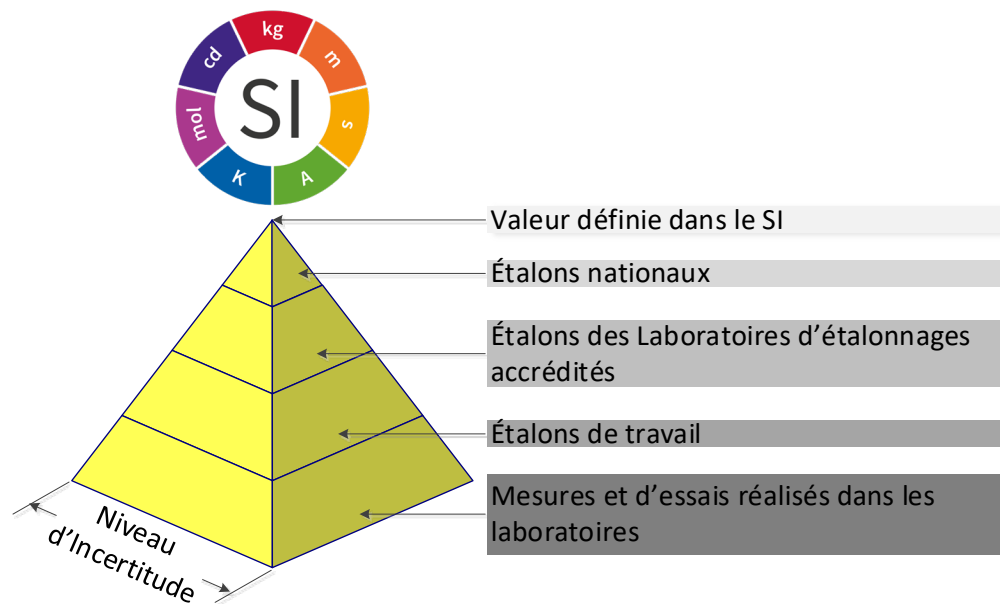 kg
cd
m
SI
mol
s
K
A
Valeur définie dans le SI
Étalons nationaux
Étalons des Laboratoires d’étalonnages
accrédités
Étalons de travail
Mesures et d’essais réalisés dans les
laboratoires
Niveau
d’Incertitude